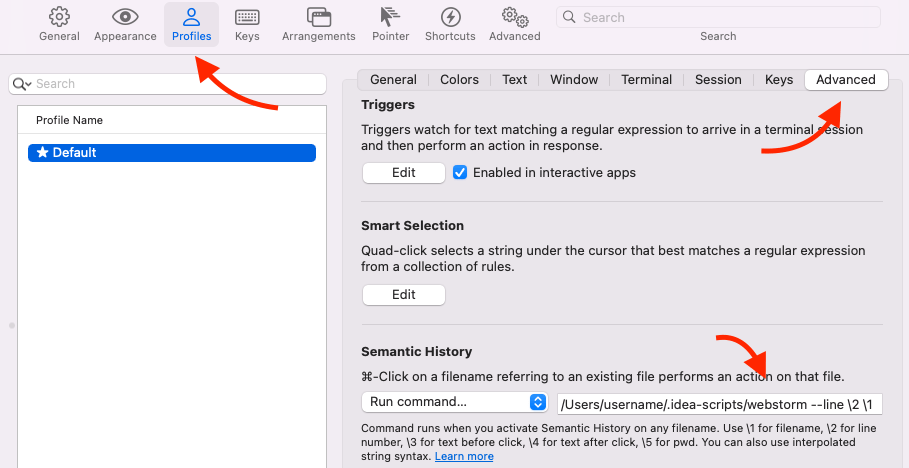 General Appearance Profiles Keys Arrangements Pointer Shortcuts Advanced Search
Search
Search
General Colors Text Window Terminal Session Keys Advanced
Profile Name
★ Default
Triggers
Triggers watch for text matching a regular expression to arrive in a terminal session
and then perform an action in response.
Edit Enabled in interactive apps
Smart Selection
Quad-click selects a string under the cursor that best matches a regular expression
from a collection of rules.
Edit
Semantic History
⌘-Click on a filename referring to an existing file performs an action on that file.
Run command... /Users/username/.idea-scripts/webstorm --line \2 \1
Command runs when you activate Semantic History on any filename. Use \1 for filename, \2 for line
number, \3 for text before click, \4 for text after click, \5 for pwd. You can also use interpolated
string syntax. Learn more